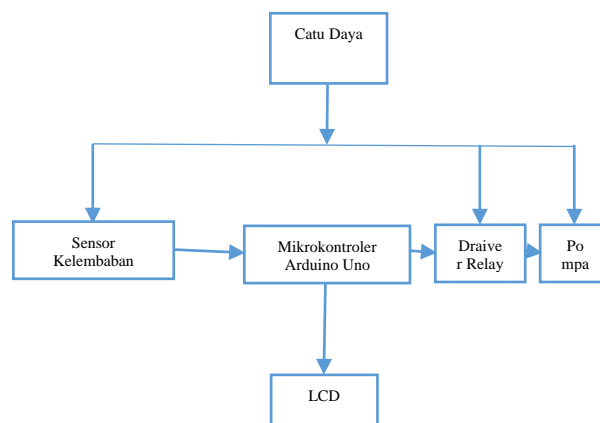 Catu Daya
Sensor
Kelembaban
Mikrokontroler
Arduino Uno
Draive
r Relay
Po
mpa
LCD